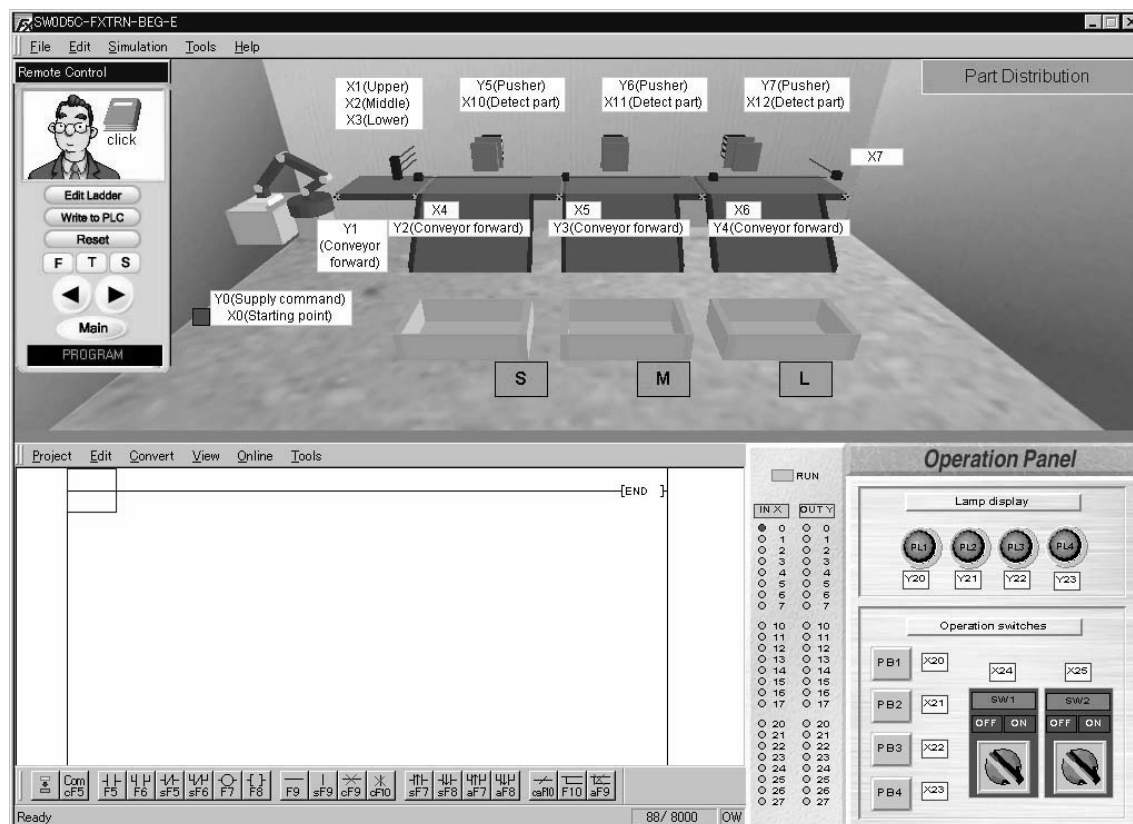 SW0D5C-FXTRN-BEG-E
File Edit Simulation Tools Help
Remote Control
click
Edit Ladder
Write to PLC
Reset
F T S
Main
PROGRAM
Part Distribution
X1(Upper)
X2(Middle)
X3(Lower)
Y5(Pusher)
X10(Detect part)
Y6(Pusher)
X11(Detect part)
Y7(Pusher)
X12(Detect part)
X7
X4
X5
X6
Y1
(Conveyor
forward)
Y2(Conveyor forward)
Y3(Conveyor forward)
Y4(Conveyor forward)
Y0(Supply command)
X0(Starting point)
S
M
L
Project Edit Convert View Online Tools
[END ]
Com
cF5 F5 F6 sF5 sF6 F7 F8 F9 sF9 cF9 cF10 sF7 sF8 aF7 aF8 caF10 F10 aF9
Ready
88/ 8000 OW
RUN
IN X OUT Y
0 0
1 1
2 2
3 3
4 4
5 5
6 6
7 7
10 10
11 11
12 12
13 13
14 14
15 15
16 16
17 17
20 20
21 21
22 22
23 23
24 24
25 25
26 26
27 27
Operation Panel
Lamp display
PL1 PL2 PL3 PL4
Y20 Y21 Y22 Y23
Operation switches
PB1 X20
PB2 X21
PB3 X22
PB4 X23
X24 X25
SW1 SW2
OFF ON OFF ON